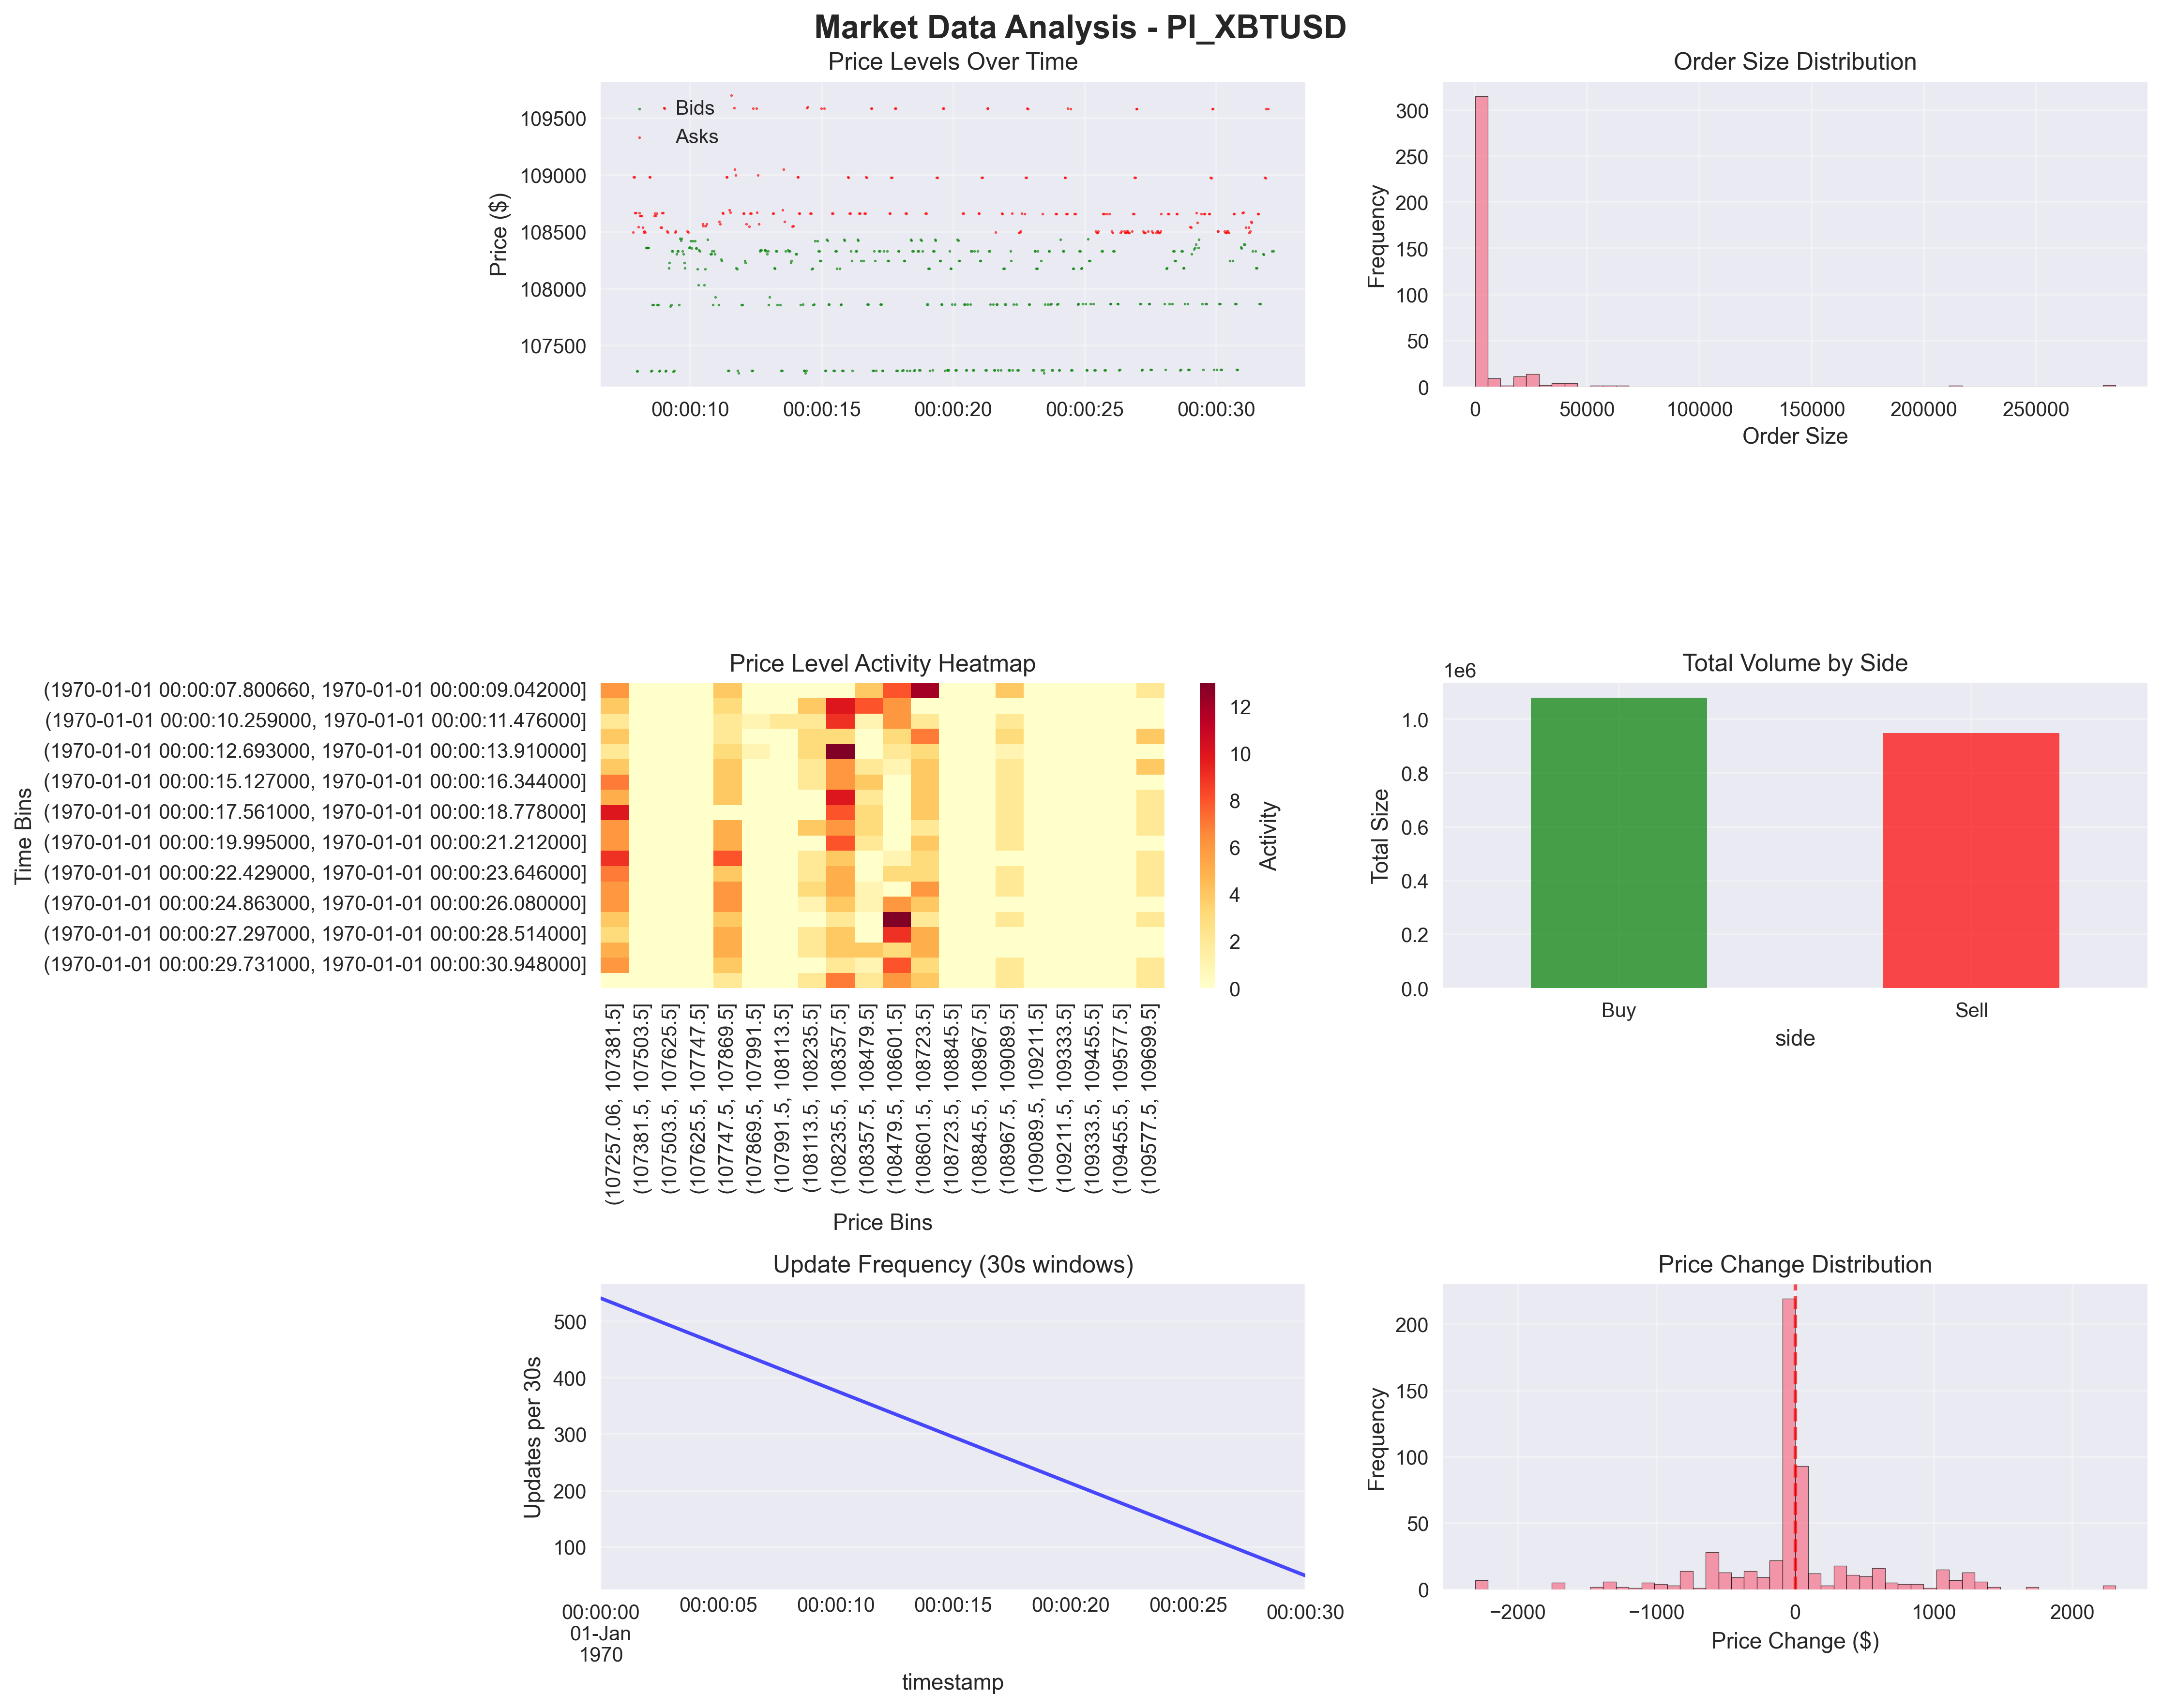 Market Data Analysis - PI_XBTUSD
Price Levels Over Time
Price ($)
109500
109000
108500
108000
107500
Bids
Asks
00:00:10
00:00:15
00:00:20
00:00:25
00:00:30
Order Size Distribution
Frequency
300
250
200
150
100
50
0
0
50000
100000
150000
200000
250000
Order Size
Price Level Activity Heatmap
Time Bins
(1970-01-01 00:00:07.800660, 1970-01-01 00:00:09.042000]
(1970-01-01 00:00:10.259000, 1970-01-01 00:00:11.476000]
(1970-01-01 00:00:12.693000, 1970-01-01 00:00:13.910000]
(1970-01-01 00:00:15.127000, 1970-01-01 00:00:16.344000]
(1970-01-01 00:00:17.561000, 1970-01-01 00:00:18.778000]
(1970-01-01 00:00:19.995000, 1970-01-01 00:00:21.212000]
(1970-01-01 00:00:22.429000, 1970-01-01 00:00:23.646000]
(1970-01-01 00:00:24.863000, 1970-01-01 00:00:26.080000]
(1970-01-01 00:00:27.297000, 1970-01-01 00:00:28.514000]
(1970-01-01 00:00:29.731000, 1970-01-01 00:00:30.948000]
(107257.06, 107381.5]
(107381.5, 107503.5]
(107503.5, 107625.5]
(107625.5, 107747.5]
(107747.5, 107869.5]
(107869.5, 107991.5]
(107991.5, 108113.5]
(108113.5, 108235.5]
(108235.5, 108357.5]
(108357.5, 108479.5]
(108479.5, 108601.5]
(108601.5, 108723.5]
(108723.5, 108845.5]
(108845.5, 108967.5]
(108967.5, 109089.5]
(109089.5, 109211.5]
(109211.5, 109333.5]
(109333.5, 109455.5]
(109455.5, 109577.5]
(109577.5, 109699.5]
Price Bins
12
10
8
6
4
2
0
Activity
Total Volume by Side
1e6
Total Size
1.0
0.8
0.6
0.4
0.2
0.0
Buy
Sell
side
Update Frequency (30s windows)
Updates per 30s
500
400
300
200
100
00:00:00
01-Jan
1970
00:00:05
00:00:10
00:00:15
00:00:20
00:00:25
00:00:30
timestamp
Price Change Distribution
Frequency
200
150
100
50
0
−2000
−1000
0
1000
2000
Price Change ($)